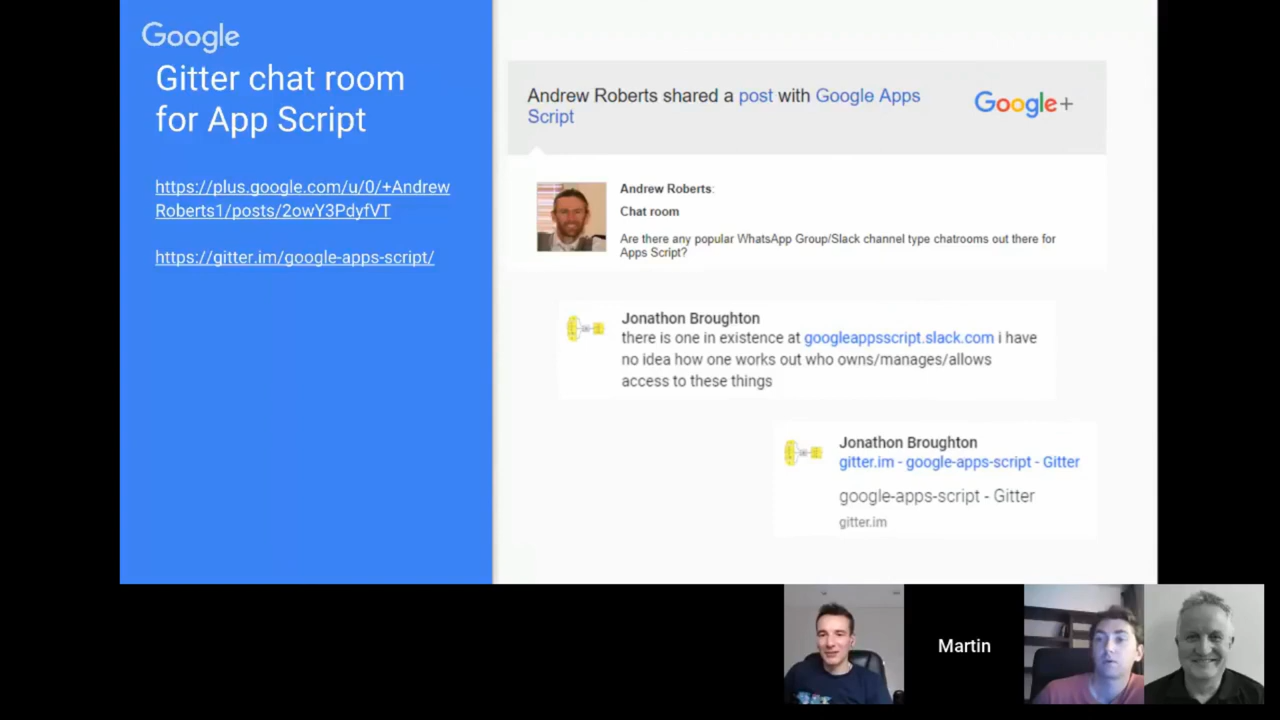 Google
Gitter chat room
for App Script
https://plus.google.com/u/0/+Andrew
Roberts1/posts/2owY3PdyfVT
https://gitter.im/google-apps-script/
Andrew Roberts shared a post with Google Apps
Script
Google+
Andrew Roberts:
Chat room
Are there any popular WhatsApp Group/Slack channel type chatrooms out there for
Apps Script?
Jonathon Broughton
there is one in existence at googleappsscript.slack.com i have
no idea how one works out who owns/manages/allows
access to these things
Jonathon Broughton
gitter.im - google-apps-script - Gitter
google-apps-script - Gitter
gitter.im
Martin